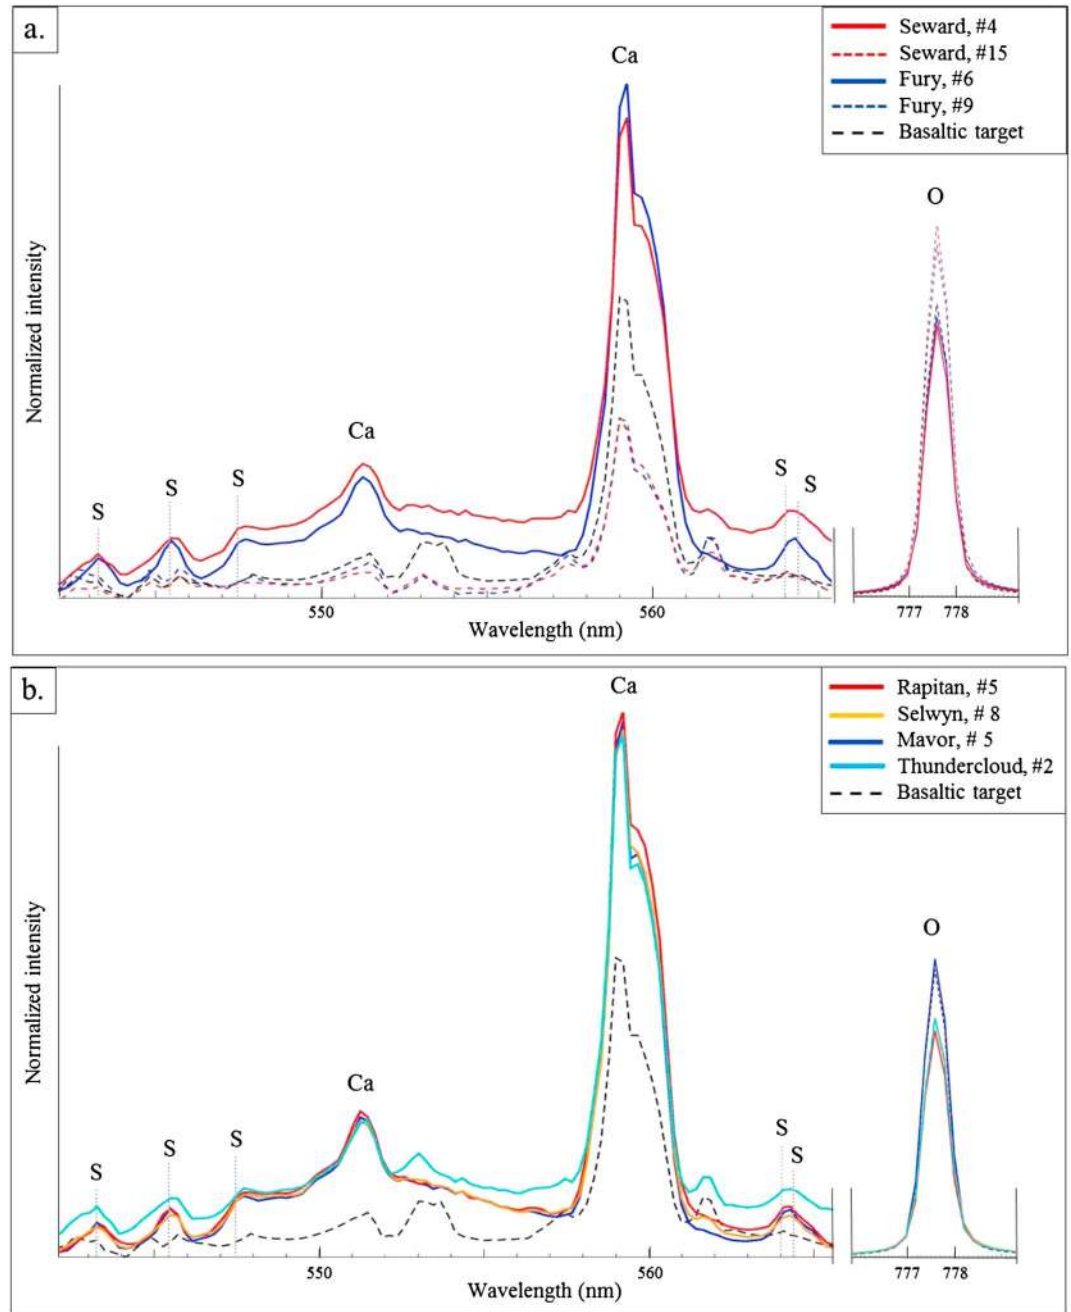 a.
Seward, #4
Seward, #15
Fury, #6
Fury, #9
Basaltic target
Ca
O
Ca
S
S
S
S
S
Normalized intensity
550
560
777
778
Wavelength (nm)
b.
Rapitan, #5
Selwyn, # 8
Mavor, # 5
Thundercloud, #2
Basaltic target
Ca
O
Ca
S
S
S
S
S
Normalized intensity
550
560
777
778
Wavelength (nm)